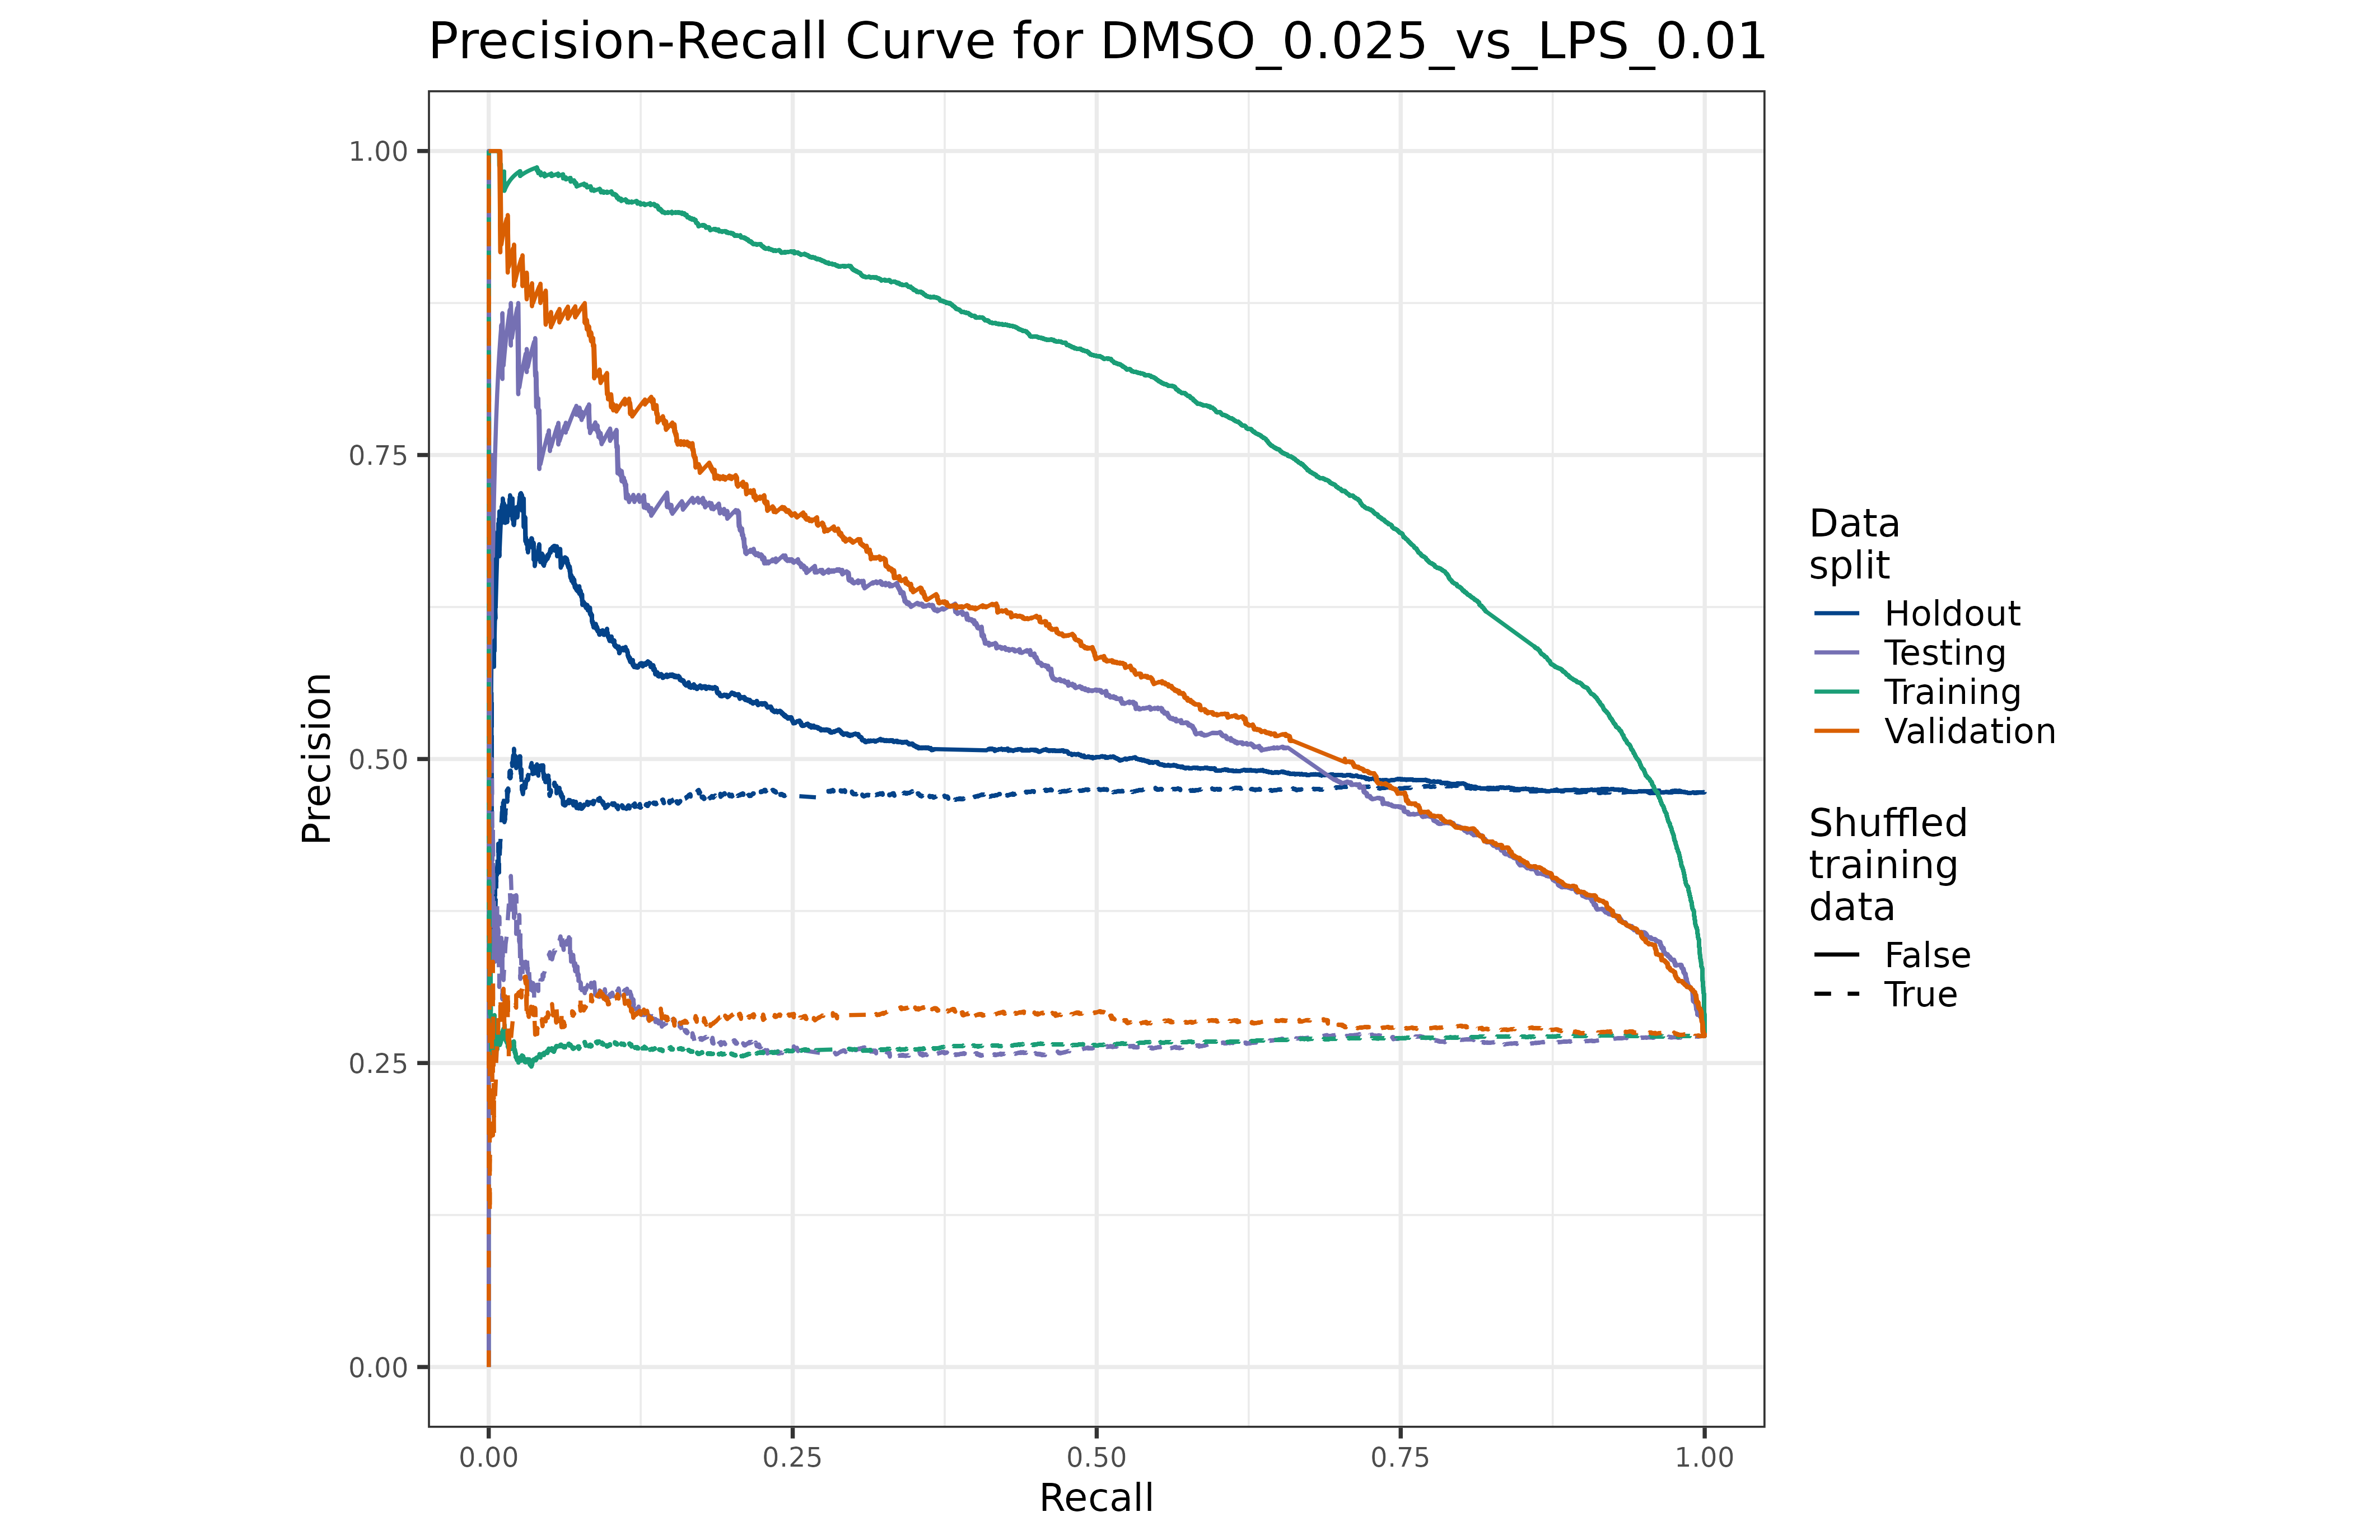 Precision-Recall Curve for DMSO_0.025_vs_LPS_0.01
1.00
0.75
0.50
0.25
0.00
Precision
0.00 0.25 0.50 0.75 1.00
Recall
Data
split
Holdout
Testing
Training
Validation
Shuffled
training
data
False
True